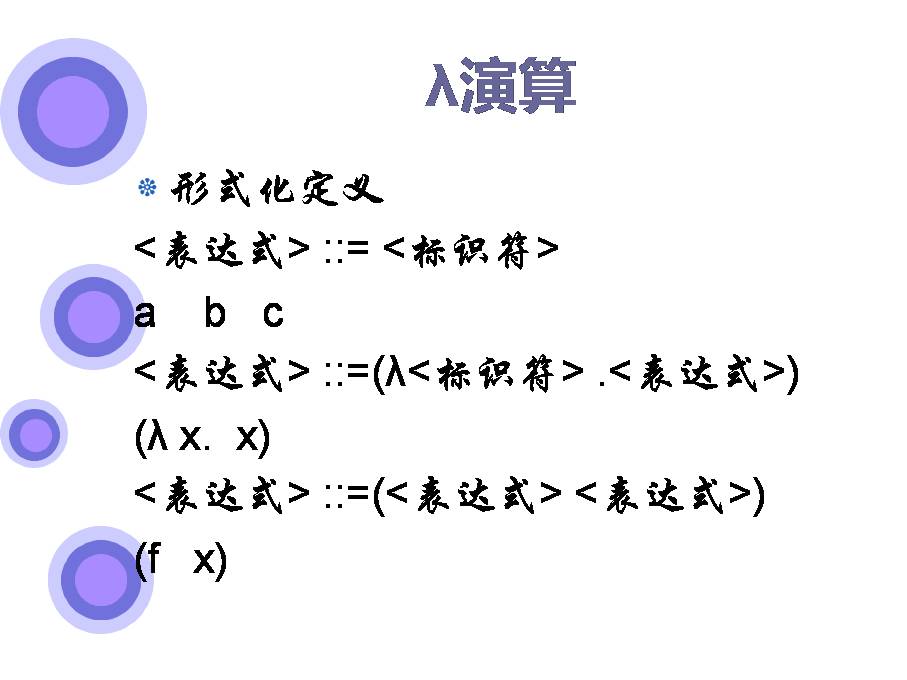 λ演算
形式化定义
<表达式> ::= <标识符>
a b c
<表达式> ::=(λ<标识符> .<表达式>)
(λ x. x)
<表达式> ::=(<表达式> <表达式>)
(f x)